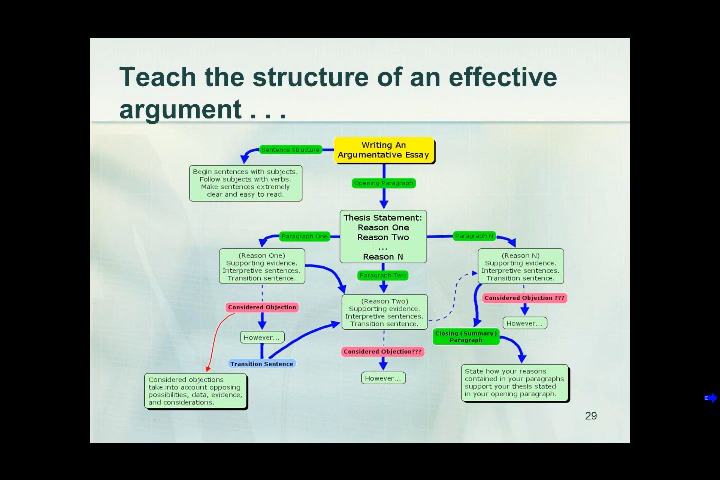 Teach the structure of an effective
argument . . .
Writing An
Argumentative Essay
Sentence Structure
Begin sentences with subjects.
Follow subjects with verbs.
Make sentences extremely
clear and easy to read.
Opening Paragraph
Thesis Statement:
Reason One
Reason Two
...
Reason N
Paragraph One
Paragraph N
Paragraph Two
(Reason One)
Supporting evidence.
Interpretive sentences.
Transition sentence.
(Reason Two)
Supporting evidence.
Interpretive sentences.
Transition sentence.
(Reason N)
Supporting evidence.
Interpretive sentences.
Transition sentence.
Considered Objection
However...
Transition Sentence
Considered Objection???
However...
Considered Objection ???
However...
Closing (Summary)
Paragraph
Considered objections
take into account opposing
possibilities, data, evidence,
and considerations.
State how your reasons
contained in your paragraphs
support your thesis stated
in your opening paragraph.
29